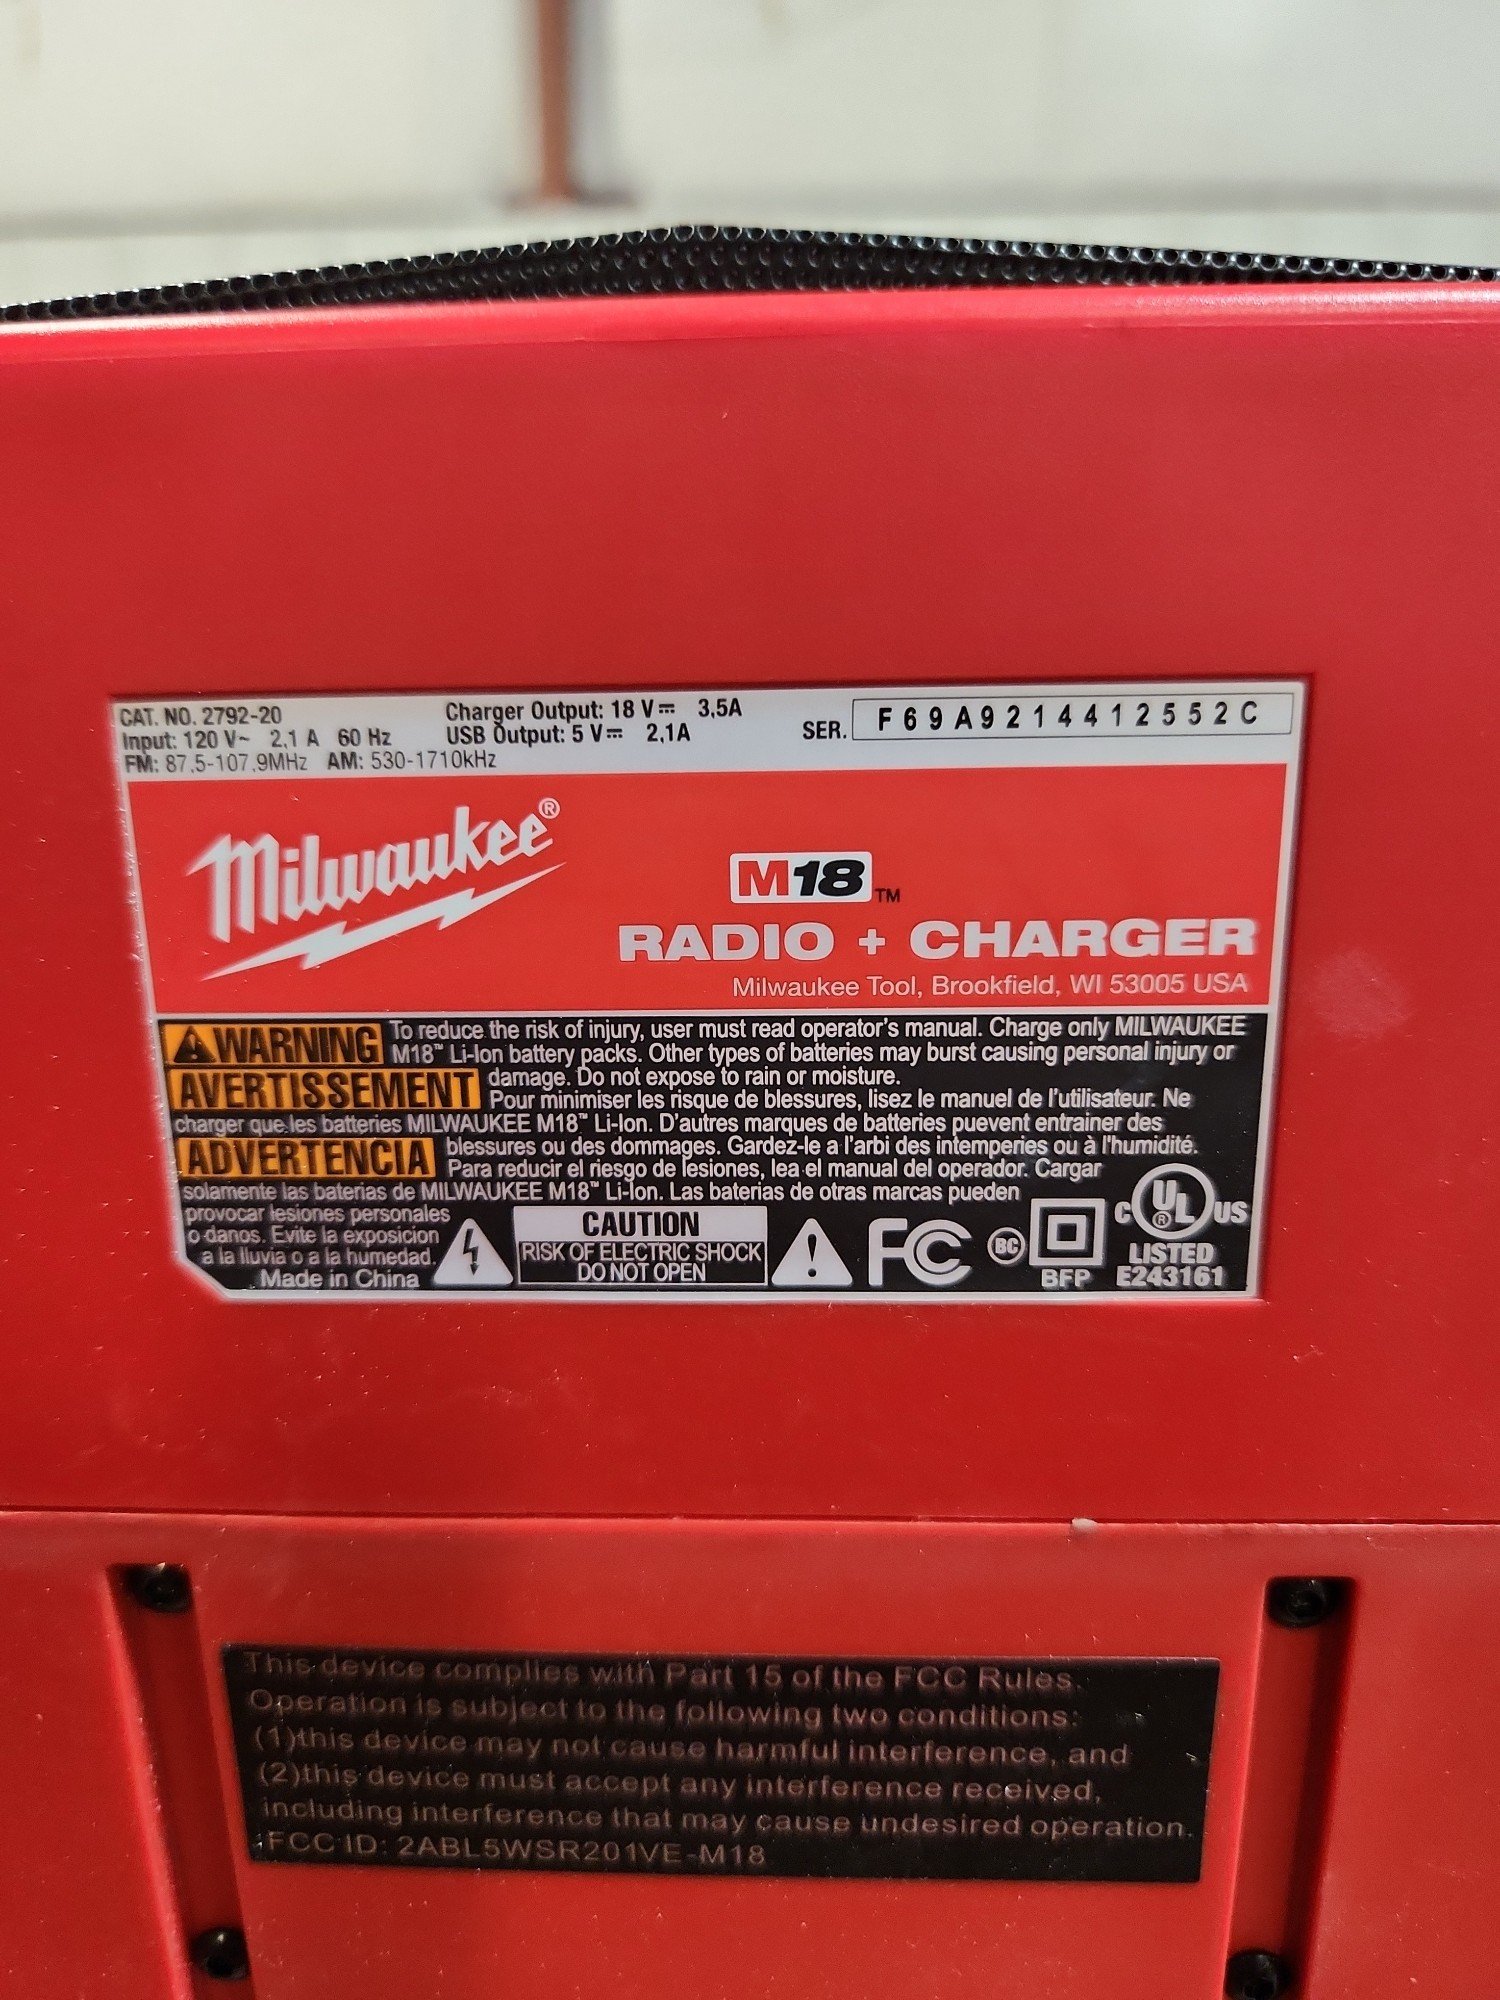 CAT. NO. 2792-20
Input: 120 V~ 2,1 A 60 Hz
FM: 87,5-107,9MHz AM: 530-1710kHz
Charger Output: 18 V⎓ 3,5A
USB Output: 5 V⎓ 2,1A
SER. F69A9214412552C
Milwaukee®
M18™
RADIO + CHARGER
Milwaukee Tool, Brookfield, WI 53005 USA
WARNING To reduce the risk of injury, user must read operator's manual. Charge only MILWAUKEE
M18™ Li-Ion battery packs. Other types of batteries may burst causing personal injury or
damage. Do not expose to rain or moisture.
AVERTISSEMENT Pour minimiser les risque de blessures, lisez le manuel de l'utilisateur. Ne
charger que les batteries MILWAUKEE M18™ Li-Ion. D'autres marques de batteries puevent entrainer des
blessures ou des dommages. Gardez-le a l'arbi des intemperies ou à l'humidité.
ADVERTENCIA Para reducir el riesgo de lesiones, lea el manual del operador. Cargar
solamente las baterias de MILWAUKEE M18™ Li-Ion. Las baterias de otras marcas pueden
provocar lesiones personales
o danos. Evite la exposicion
a la lluvia o a la humedad.
Made in China
CAUTION
RISK OF ELECTRIC SHOCK
DO NOT OPEN
FC
BC
BFP
C UL® US
LISTED
E243161
This device complies with Part 15 of the FCC Rules.
Operation is subject to the following two conditions:
(1)this device may not cause harmful interference, and
(2)this device must accept any interference received,
including interference that may cause undesired operation.
FCC ID: 2ABL5WSR201VE-M18